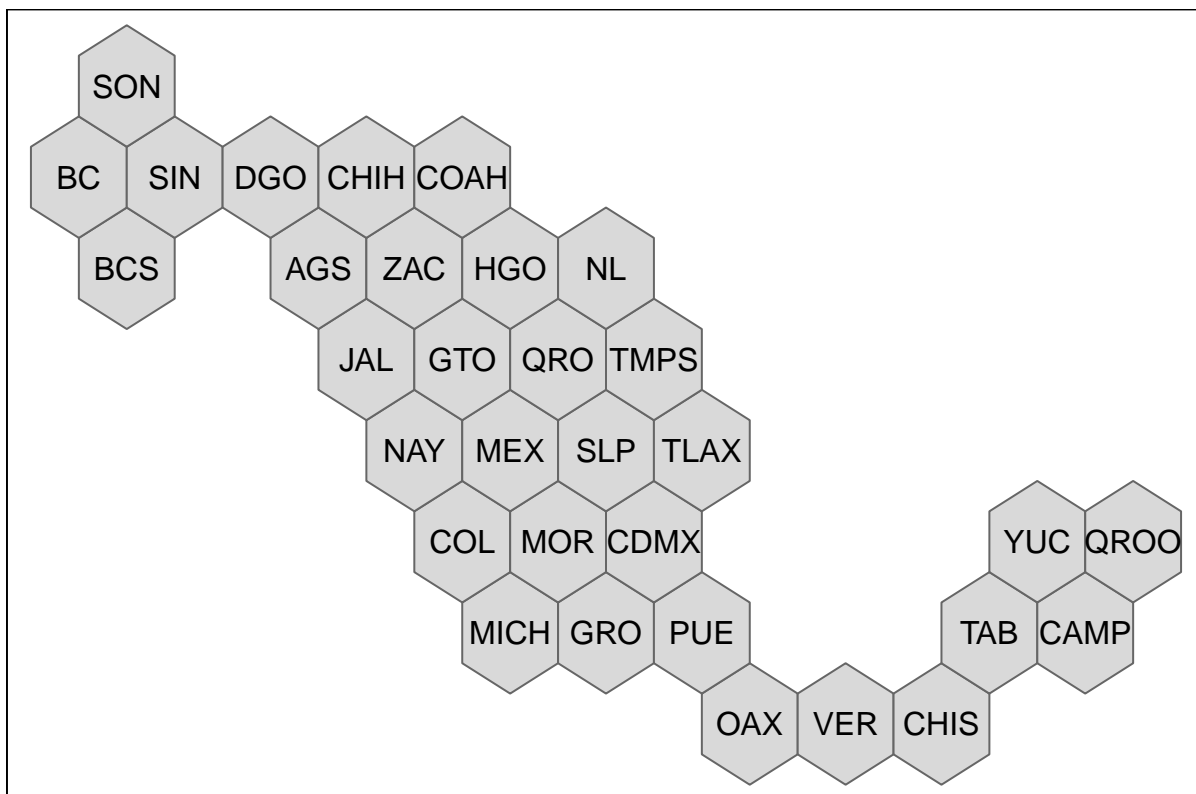 SON
BC SIN DGO CHIH COAH
BCS AGS ZAC HGO NL
JAL GTO QRO TMPS
NAY MEX SLP TLAX
COL MOR CDMX YUC QROO
MICH GRO PUE TAB CAMP
OAX VER CHIS